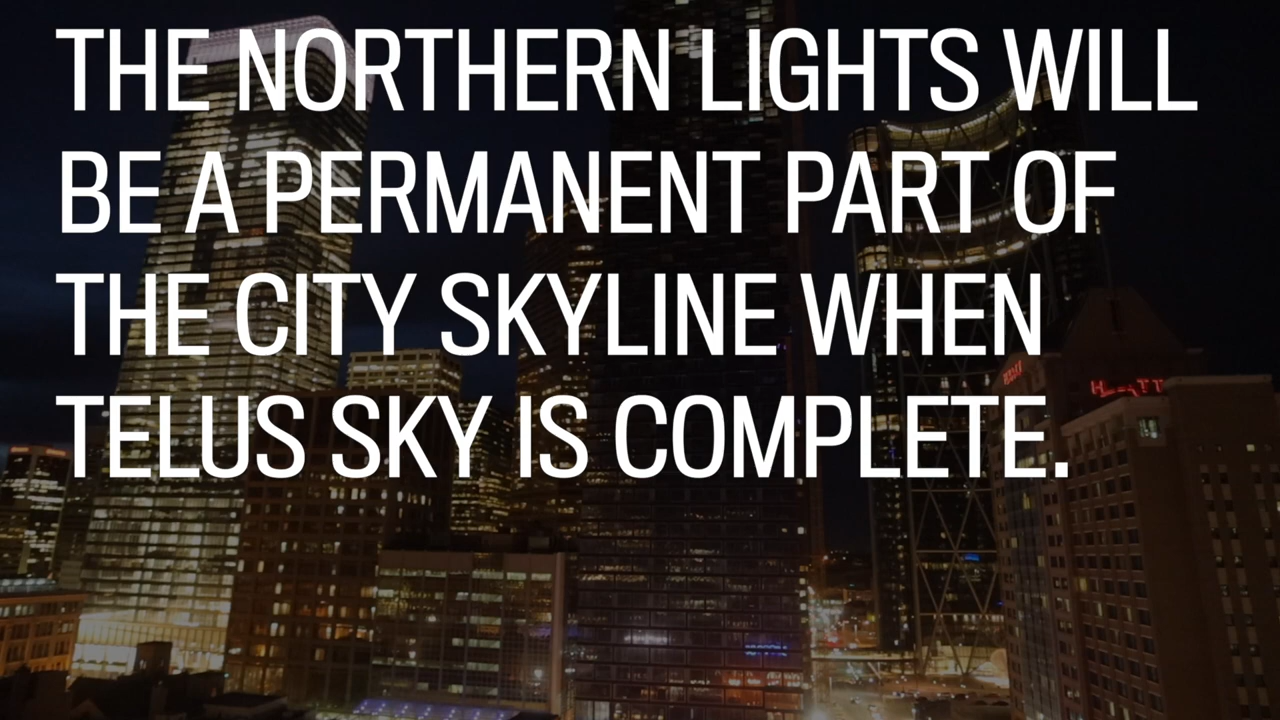 THE NORTHERN LIGHTS WILL
BE A PERMANENT PART OF
THE CITY SKYLINE WHEN
TELUS SKY IS COMPLETE.
HYATT